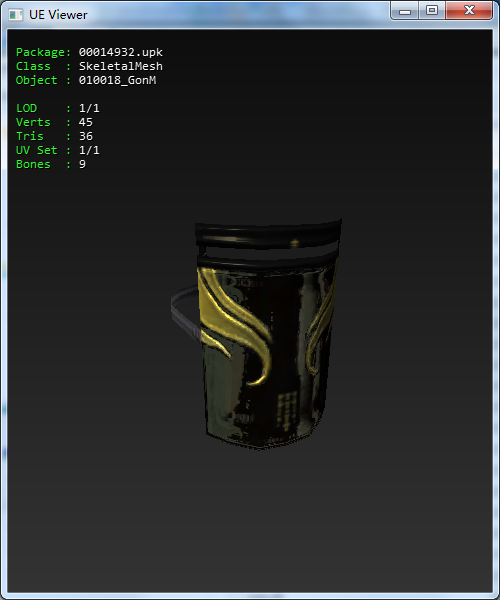 UE Viewer
Package: 00014932.upk
Class : SkeletalMesh
Object : 010018_GonM
LOD : 1/1
Verts : 45
Tris : 36
UV Set : 1/1
Bones : 9